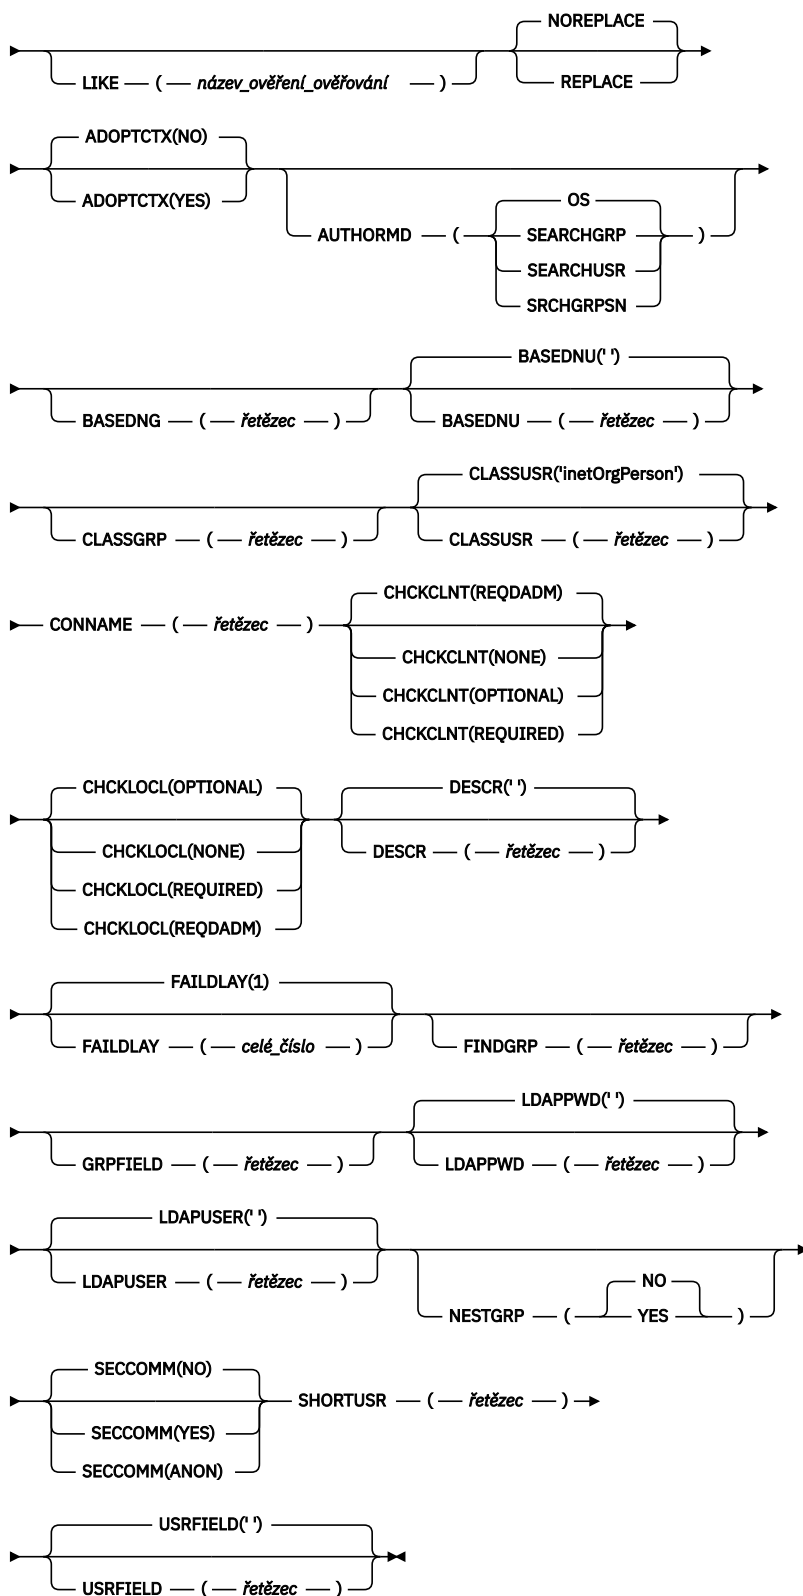 NOREPLACE
LIKE ( název_ověření_ověřování ) REPLACE
ADOPTCTX(NO)
ADOPTCTX(YES) OS
AUTHORMD ( SEARCHGRP )
SEARCHUSR
SRCHGRPSN
BASEDNU(' ')
BASEDNG ( řetězec ) BASEDNU ( řetězec )
CLASSUSR('inetOrgPerson')
CLASSGRP ( řetězec ) CLASSUSR ( řetězec )
CHCKCLNT(REQDADM)
CONNAME ( řetězec )
CHCKCLNT(NONE)
CHCKCLNT(OPTIONAL)
CHCKCLNT(REQUIRED)
CHCKLOCL(OPTIONAL) DESCR(' ')
CHCKLOCL(NONE) DESCR ( řetězec )
CHCKLOCL(REQUIRED)
CHCKLOCL(REQDADM)
FAILDLAY(1)
FAILDLAY ( celé_číslo ) FINDGRP ( řetězec )
LDAPPWD(' ')
GRPFIELD ( řetězec ) LDAPPWD ( řetězec )
LDAPUSER(' ')
LDAPUSER ( řetězec ) NO
NESTGRP ( YES )
SECCOMM(NO)
SHORTUSR ( řetězec )
SECCOMM(YES)
SECCOMM(ANON)
USRFIELD(' ')
USRFIELD ( řetězec )